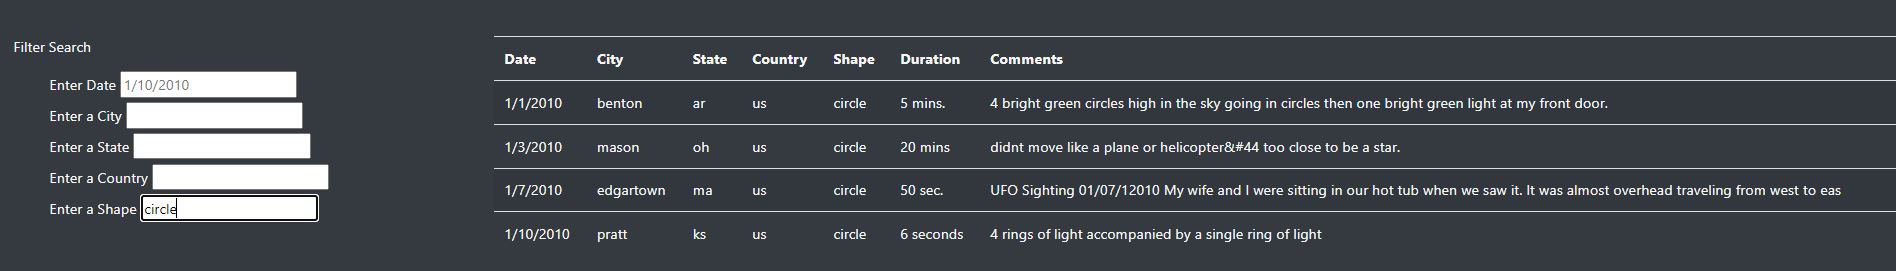 Filter Search
Enter Date 1/10/2010
Enter a City
Enter a State
Enter a Country
Enter a Shape circle
Date City State Country Shape Duration Comments
1/1/2010 benton ar us circle 5 mins. 4 bright green circles high in the sky going in circles then one bright green light at my front door.
1/3/2010 mason oh us circle 20 mins didnt move like a plane or helicopter&#44 too close to be a star.
1/7/2010 edgartown ma us circle 50 sec. UFO Sighting 01/07/12010 My wife and I were sitting in our hot tub when we saw it. It was almost overhead traveling from west to eas
1/10/2010 pratt ks us circle 6 seconds 4 rings of light accompanied by a single ring of light